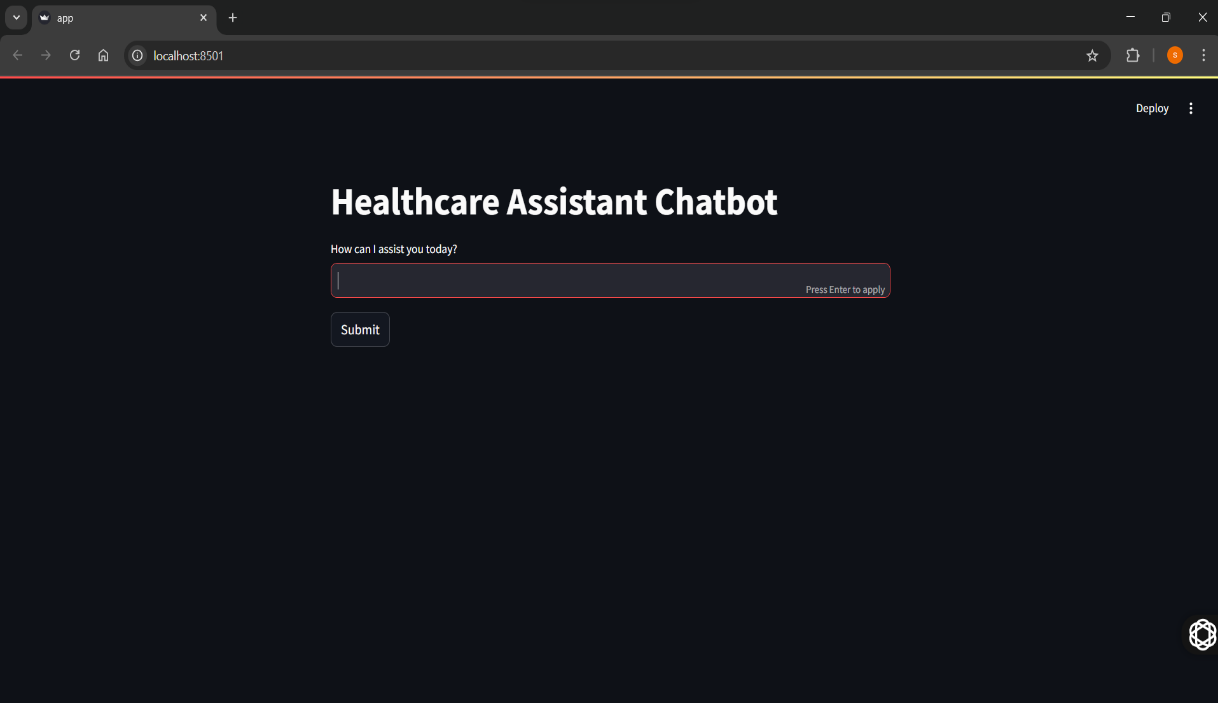 app
localhost:8501
S
Deploy
Healthcare Assistant Chatbot
How can I assist you today?
Press Enter to apply
Submit